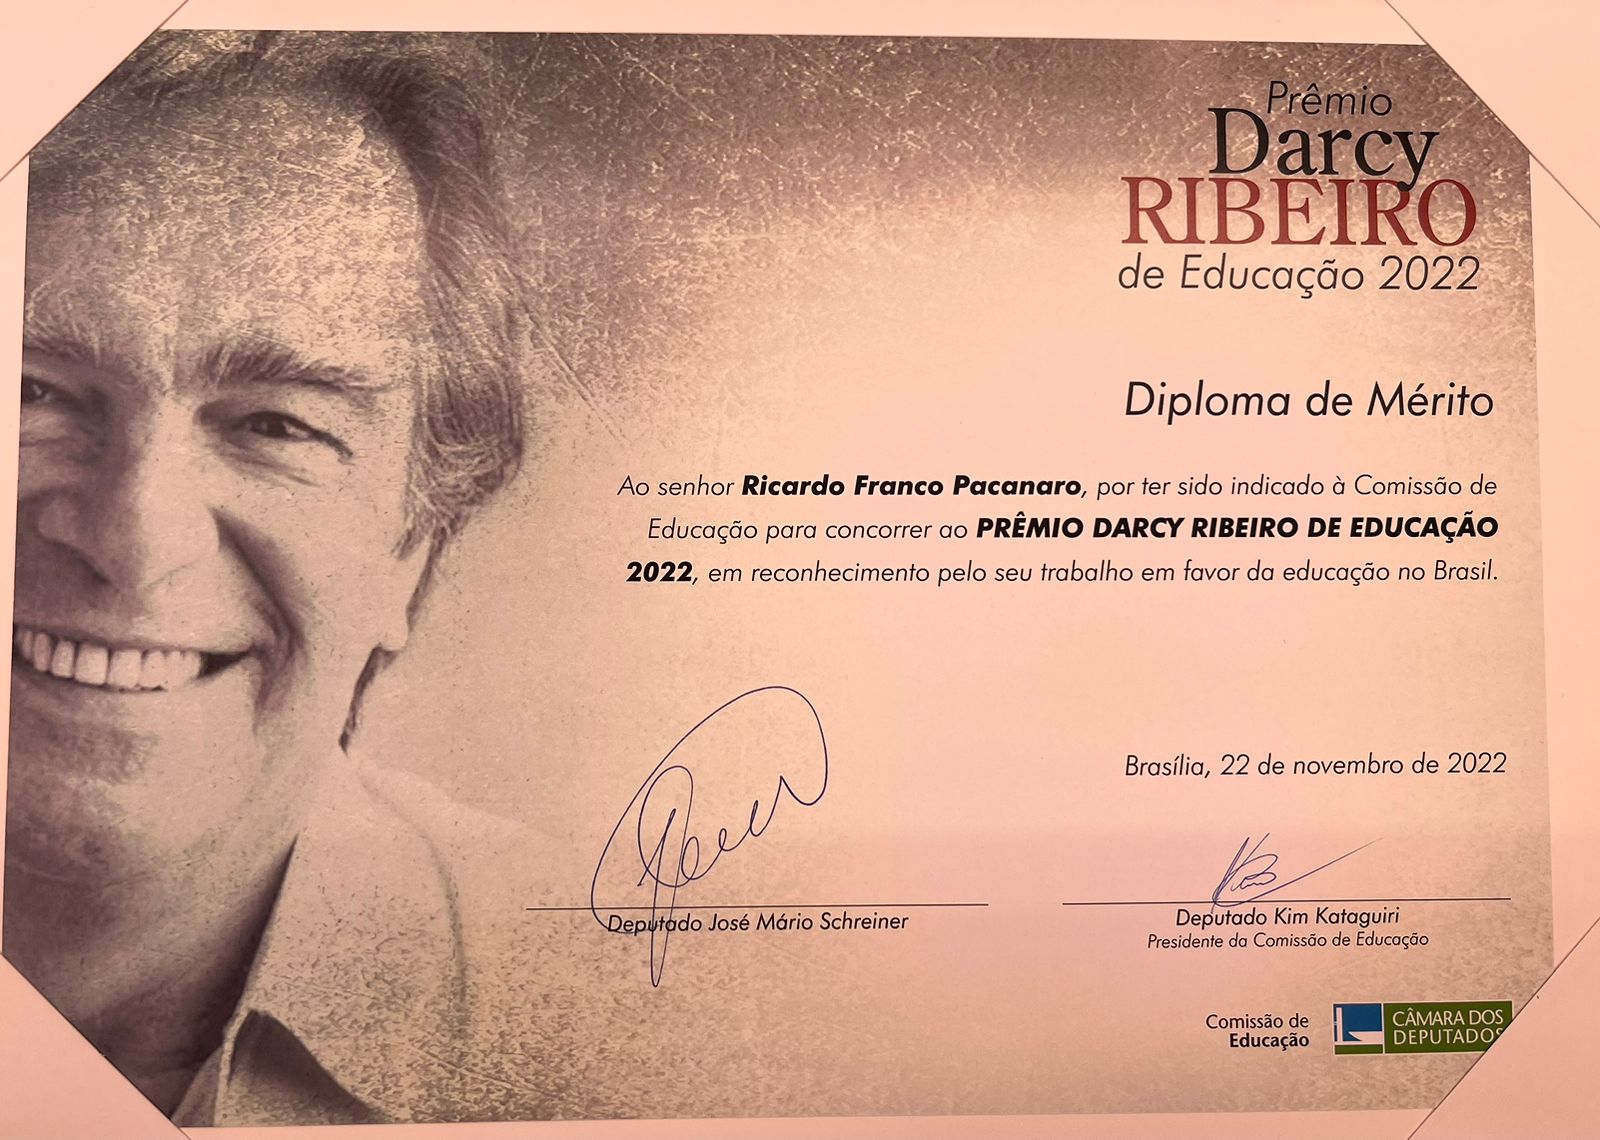 Prêmio
Darcy
RIBEIRO
de Educação 2022
Diploma de Mérito
Ao senhor Ricardo Franco Pacanaro, por ter sido indicado à Comissão de
Educação para concorrer ao PRÊMIO DARCY RIBEIRO DE EDUCAÇÃO
2022, em reconhecimento pelo seu trabalho em favor da educação no Brasil.
Brasília, 22 de novembro de 2022
Deputado José Mário Schreiner
Deputado Kim Kataguiri
Presidente da Comissão de Educação
Comissão de
Educação
CÂMARA DOS
DEPUTADOS